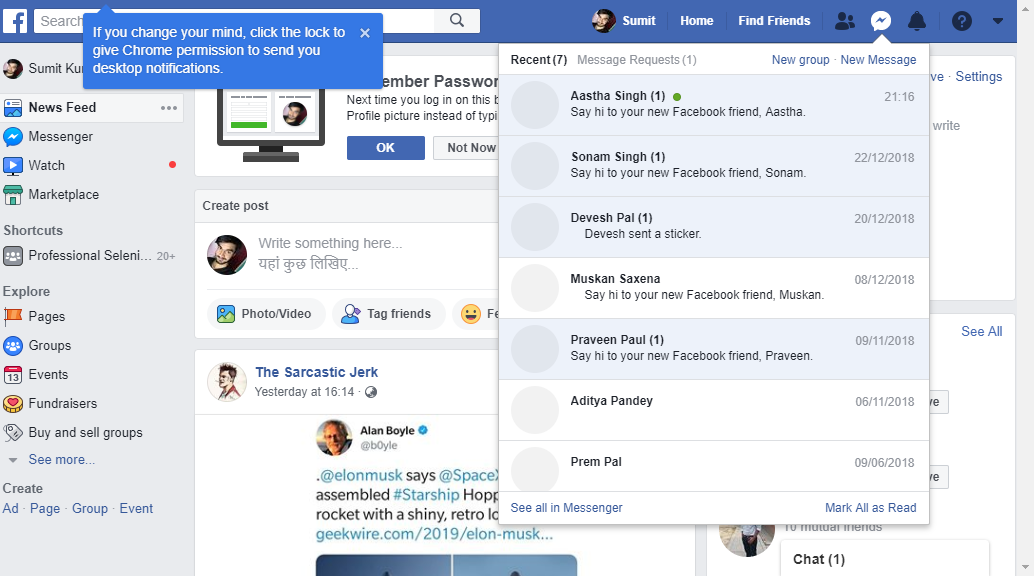 f
Search
Sumit
Home
Find Friends
If you change your mind, click the lock to
give Chrome permission to send you
desktop notifications.
Sumit Ku
News Feed
Messenger
Watch
Marketplace
Shortcuts
Professional Seleni... 20+
Explore
Pages
Groups
13
Events
Fundraisers
Buy and sell groups
See more...
Create
Ad · Page · Group · Event
Next time you log in on this b
Profile picture instead of typi
OK
Not Now
Create post
Write something here...
यहां कुछ लिखिए...
Photo/Video
Tag friends
Fe
The Sarcastic Jerk
Yesterday at 16:14 ·
Alan Boyle
@b0yle
.@elonmusk says @SpaceX
assembled #Starship Hopp
rocket with a shiny, retro lo
geekwire.com/2019/elon-musk...
Recent (7)
Message Requests (1)
New group · New Message
Aastha Singh (1)
21:16
Say hi to your new Facebook friend, Aastha.
Sonam Singh (1)
22/12/2018
Say hi to your new Facebook friend, Sonam.
Devesh Pal (1)
20/12/2018
Devesh sent a sticker.
Muskan Saxena
08/12/2018
Say hi to your new Facebook friend, Muskan.
Praveen Paul (1)
09/11/2018
Say hi to your new Facebook friend, Praveen.
Aditya Pandey
06/11/2018
Prem Pal
09/06/2018
See all in Messenger
Mark All as Read
ve · Settings
write
See All
ve
ve
10 mutual friends
Chat (1)